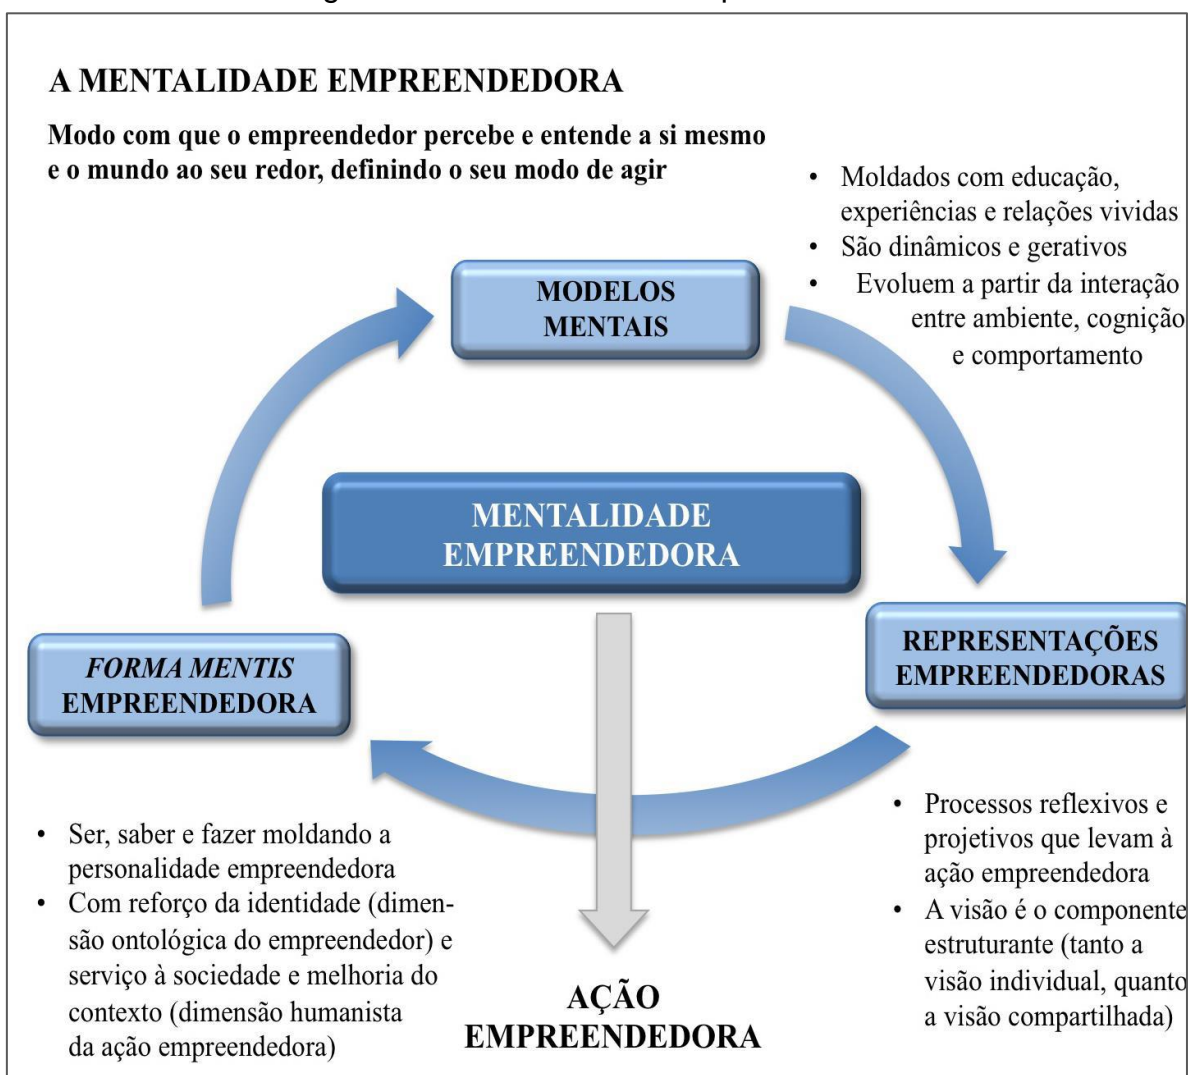 A MENTALIDADE EMPREENDEDORA
Modo com que o empreendedor percebe e entende a si mesmo
e o mundo ao seu redor, definindo o seu modo de agir
• Moldados com educação,
experiências e relações vividas
• São dinâmicos e gerativos
• Evoluem a partir da interação
entre ambiente, cognição
e comportamento
MODELOS
MENTAIS
MENTALIDADE
EMPREENDEDORA
REPRESENTAÇÕES
EMPREENDEDORAS
FORMA MENTIS
EMPREENDEDORA
• Processos reflexivos e
projetivos que levam à
ação empreendedora
• A visão é o componente
estruturante (tanto a
visão individual, quanto
a visão compartilhada)
• Ser, saber e fazer moldando a
personalidade empreendedora
• Com reforço da identidade (dimen-
são ontológica do empreendedor) e
serviço à sociedade e melhoria do
contexto (dimensão humanista
da ação empreendedora)
AÇÃO
EMPREENDEDORA